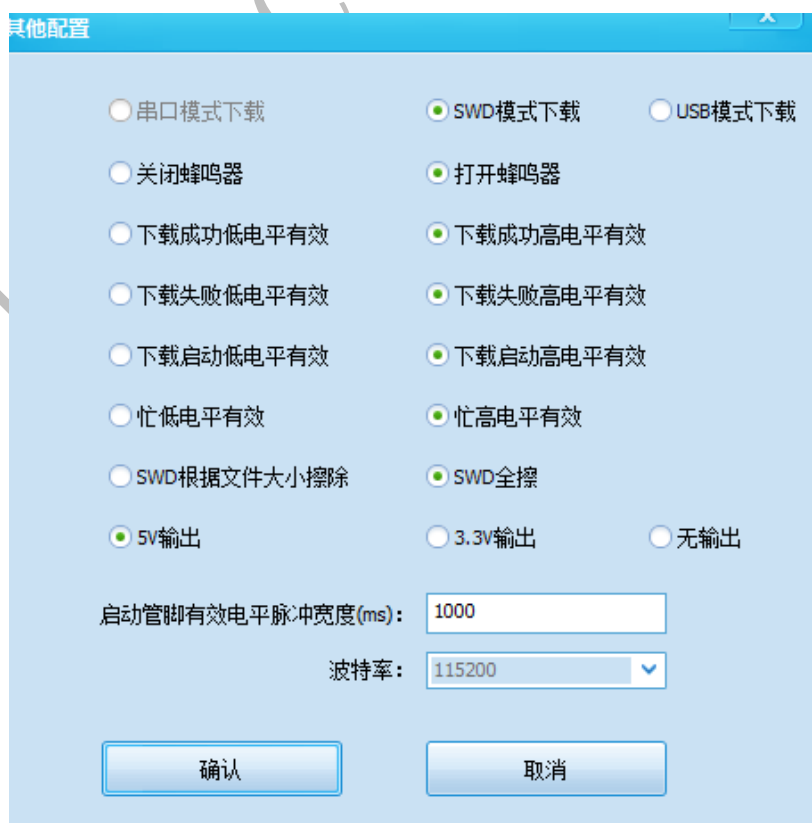 其他配置
串口模式下载 SWD模式下载 USB模式下载
关闭蜂鸣器 打开蜂鸣器
下载成功低电平有效 下载成功高电平有效
下载失败低电平有效 下载失败高电平有效
下载启动低电平有效 下载启动高电平有效
忙低电平有效 忙高电平有效
SWD根据文件大小擦除 SWD全擦
5V输出 3.3V输出 无输出
启动管脚有效电平脉冲宽度(ms)： 1000
波特率： 115200
确认 取消